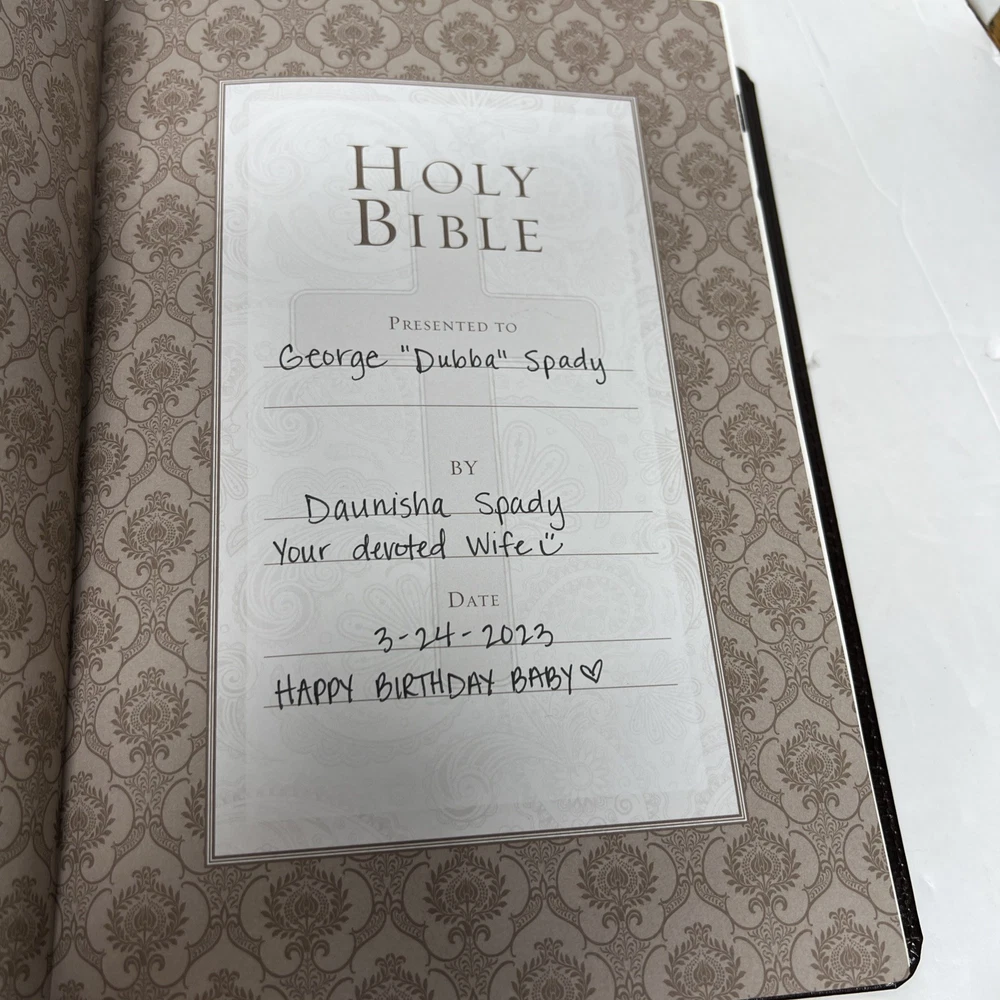 HOLY
BIBLE
PRESENTED TO
George "Dubba" Spady
BY
Daunisha Spady
Your devoted Wife
DATE
3-24-2023
HAPPY BIRTHDAY BABY♡